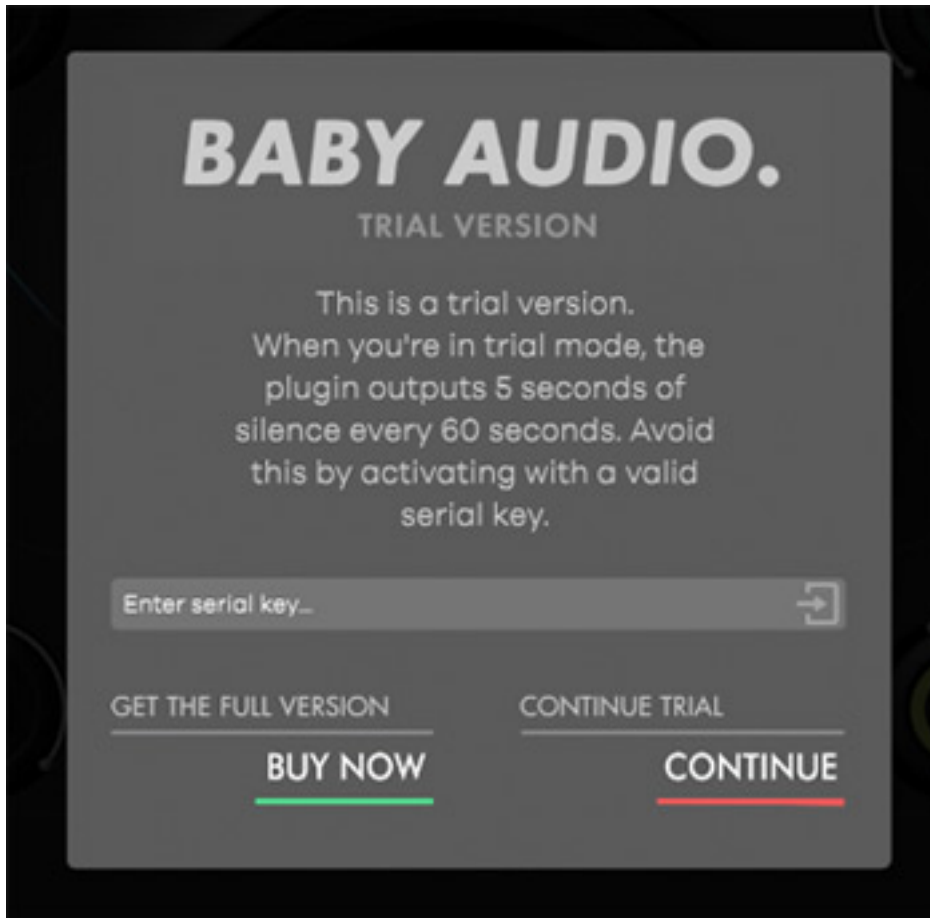 BABY AUDIO.
TRIAL VERSION
This is a trial version.
When you're in trial mode, the
plugin outputs 5 seconds of
silence every 60 seconds. Avoid
this by activating with a valid
serial key.
Enter serial key...
GET THE FULL VERSION
BUY NOW
CONTINUE TRIAL
CONTINUE